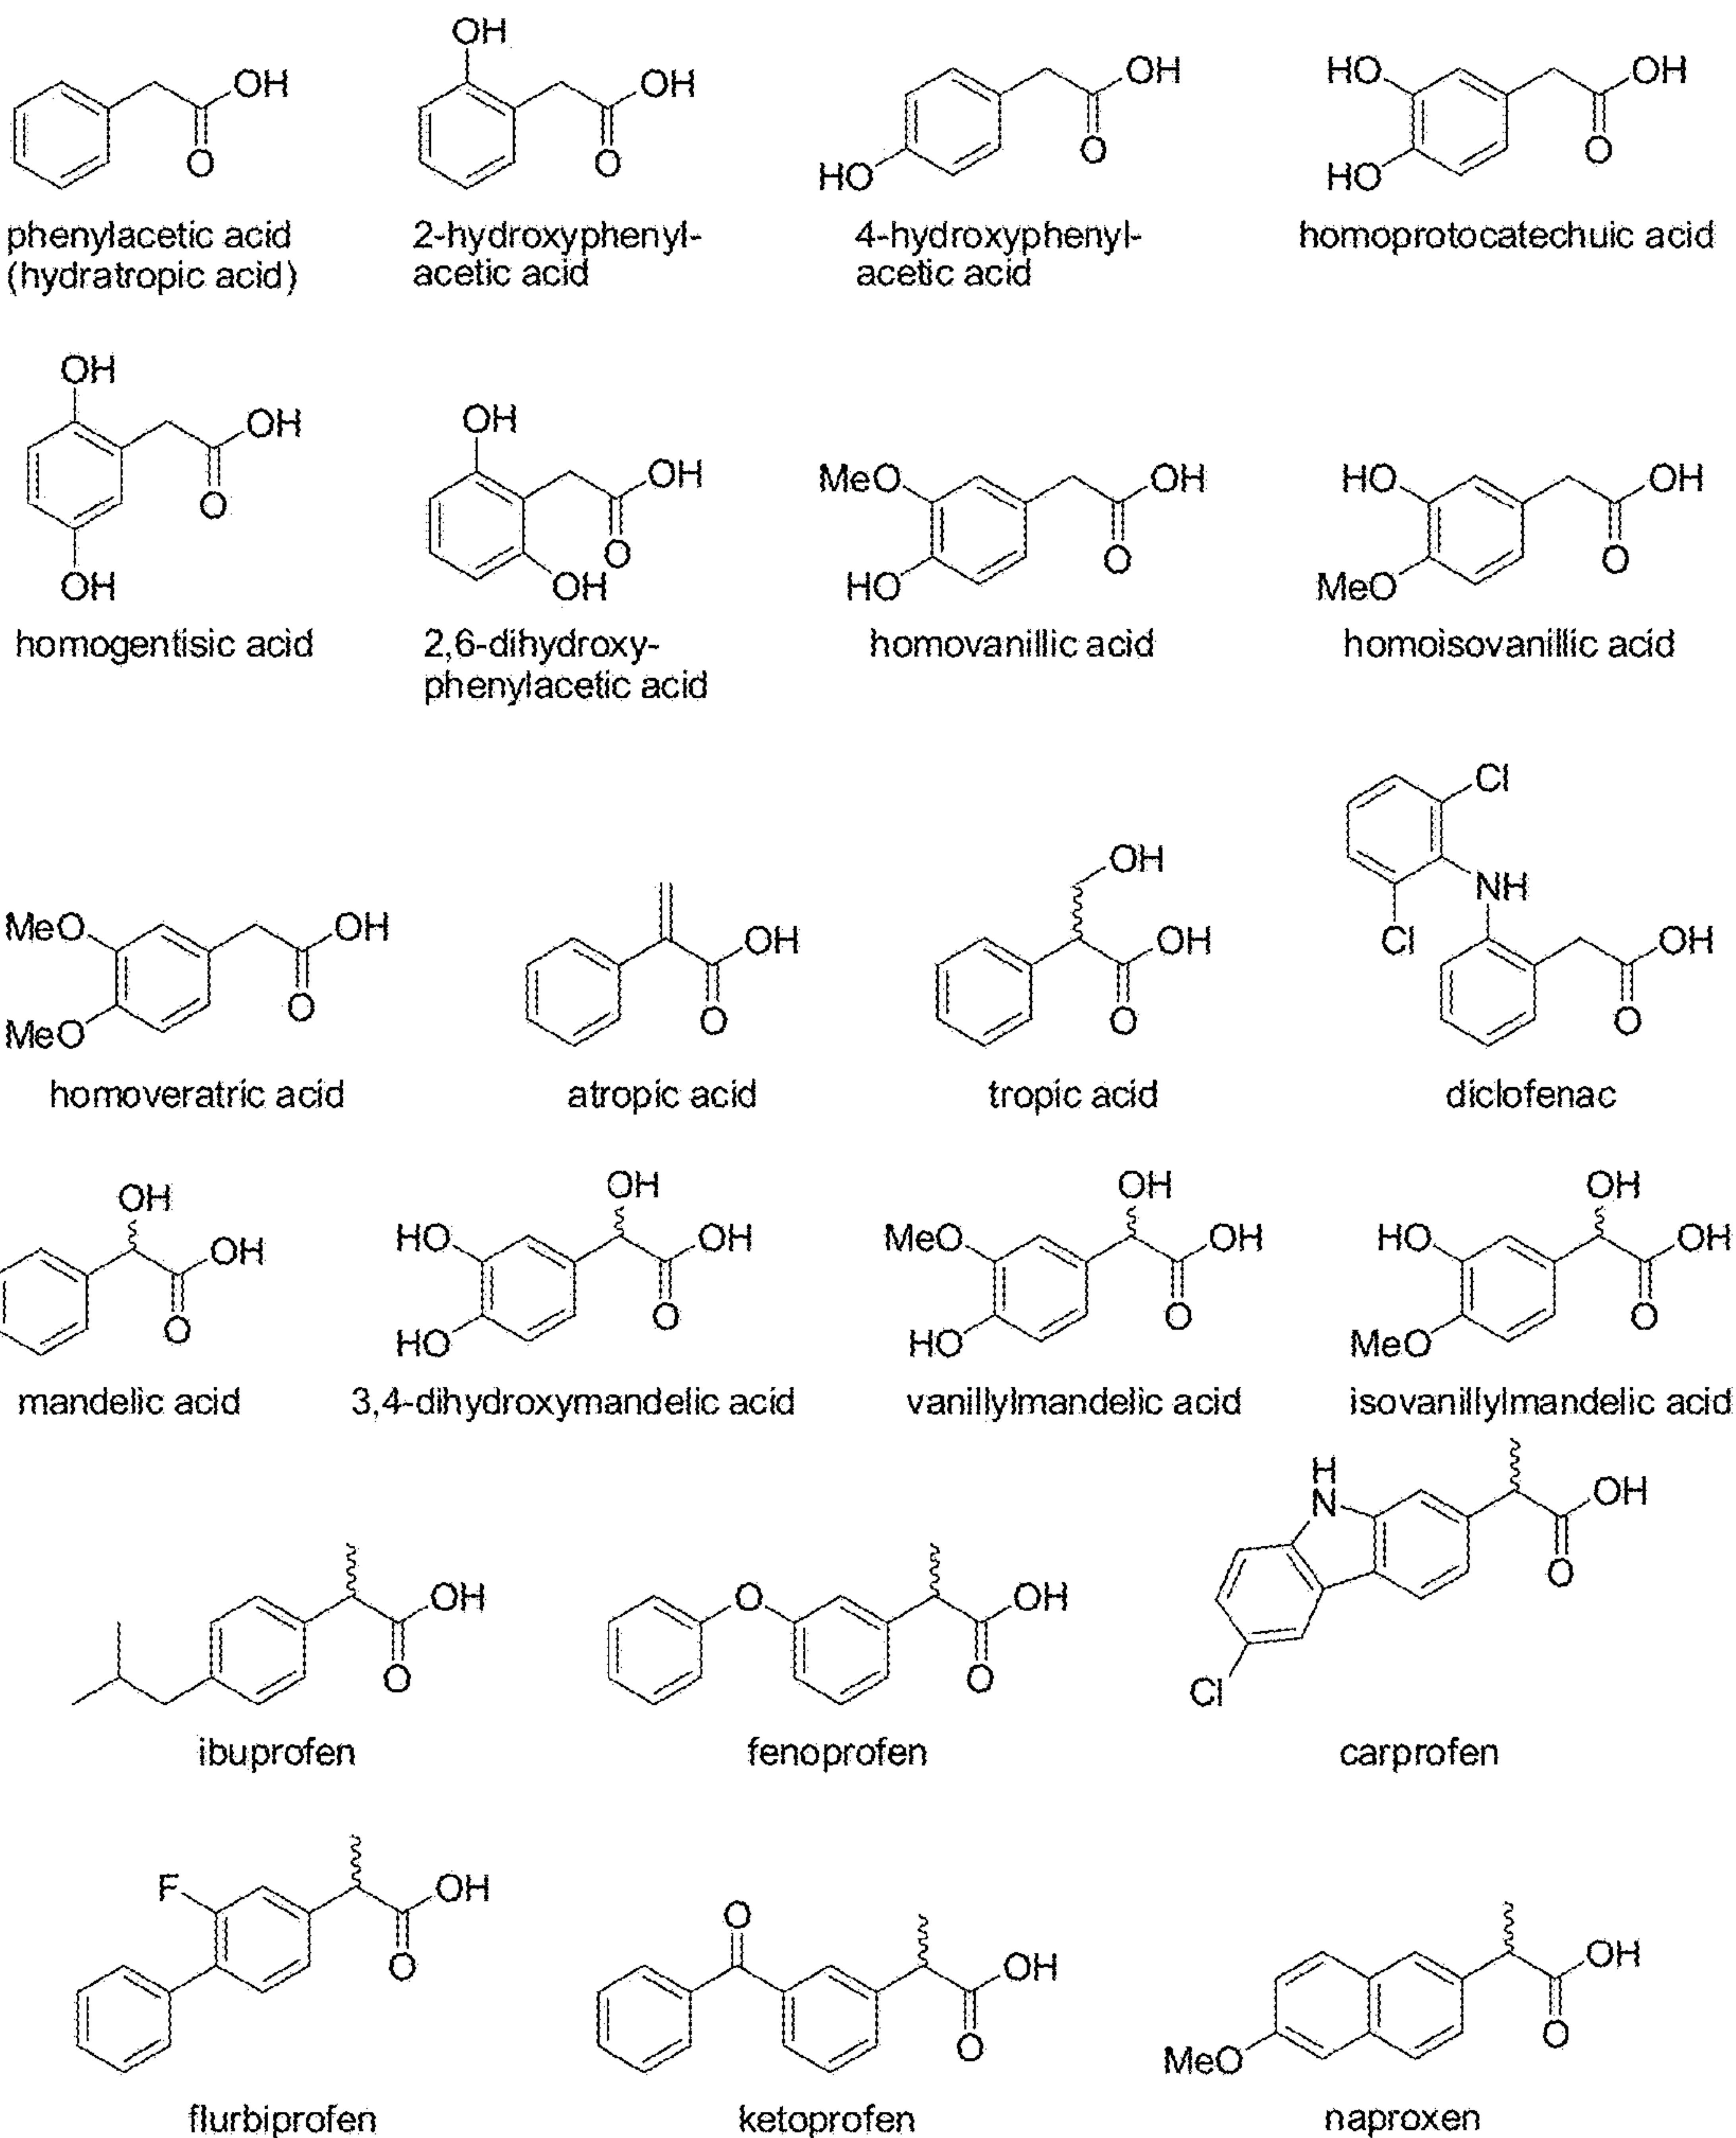 OH
OH
O
OH
O
HO
OH
O
HO
HO
OH
O
phenylacetic acid
(hydratropic acid)
2-hydroxyphenyl-
acetic acid
4-hydroxyphenyl-
acetic acid
homoprotocatechuic acid
OH
OH
O
OH
OH
OH
O
OH
MeO
HO
OH
O
HO
MeO
OH
O
homogentisic acid
2,6-dihydroxy-
phenylacetic acid
homovanillic acid
homoisovanillic acid
MeO
MeO
OH
O
OH
O
OH
OH
O
Cl
Cl
NH
OH
O
homoveratric acid
atropic acid
tropic acid
diclofenac
OH
OH
O
HO
HO
OH
OH
O
MeO
HO
OH
OH
O
HO
MeO
OH
OH
O
mandelic acid
3,4-dihydroxymandelic acid
vanillylmandelic acid
isovanillylmandelic acid
OH
O
O
OH
O
H
N
Cl
OH
O
ibuprofen
fenoprofen
carprofen
F
OH
O
O
OH
O
MeO
OH
O
flurbiprofen
ketoprofen
naproxen